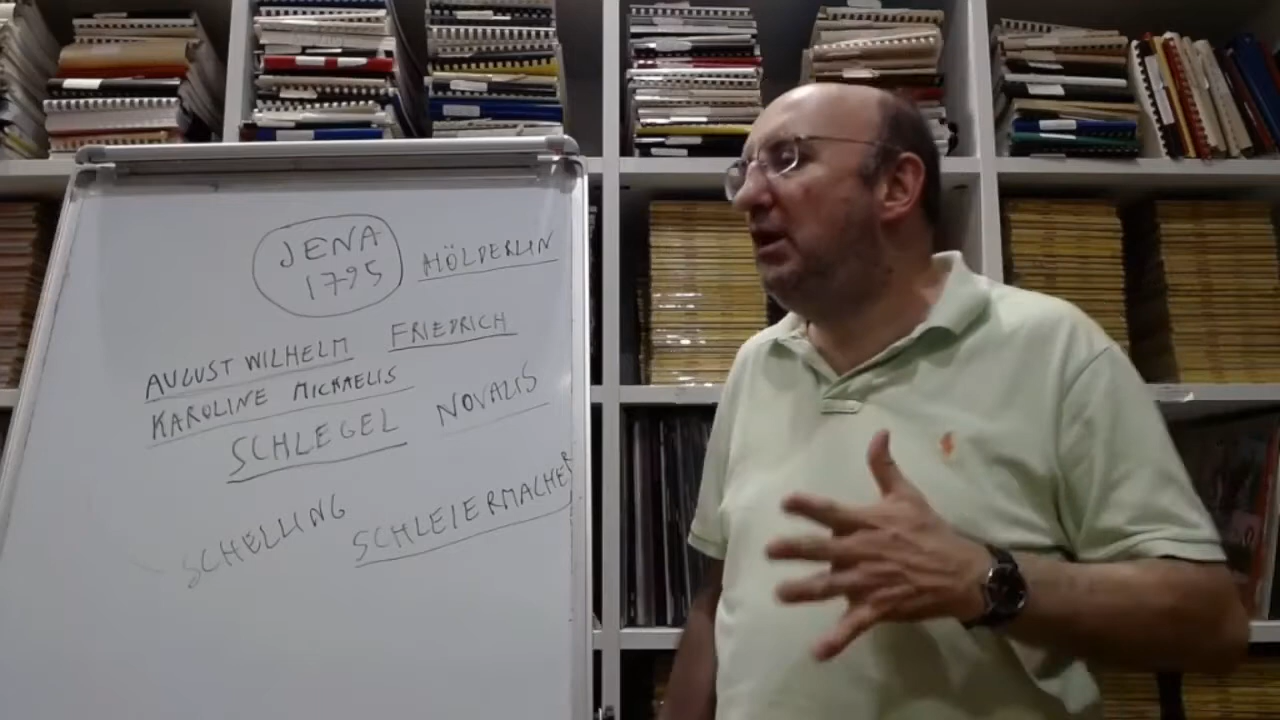 JENA
1795
HÖLDERLIN
AUGUST WILHELM
FRIEDRICH
KAROLINE MICHAELIS
SCHLEGEL
NOVALIS
SCHELLING
SCHLEIERMACHER